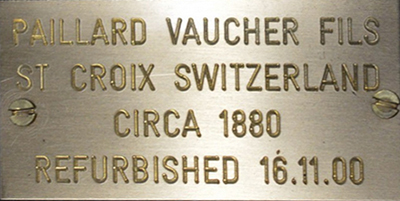 PAILLARD VAUCHER FILS
ST CROIX SWITZERLAND
CIRCA 1880
REFURBISHED 16.11.00